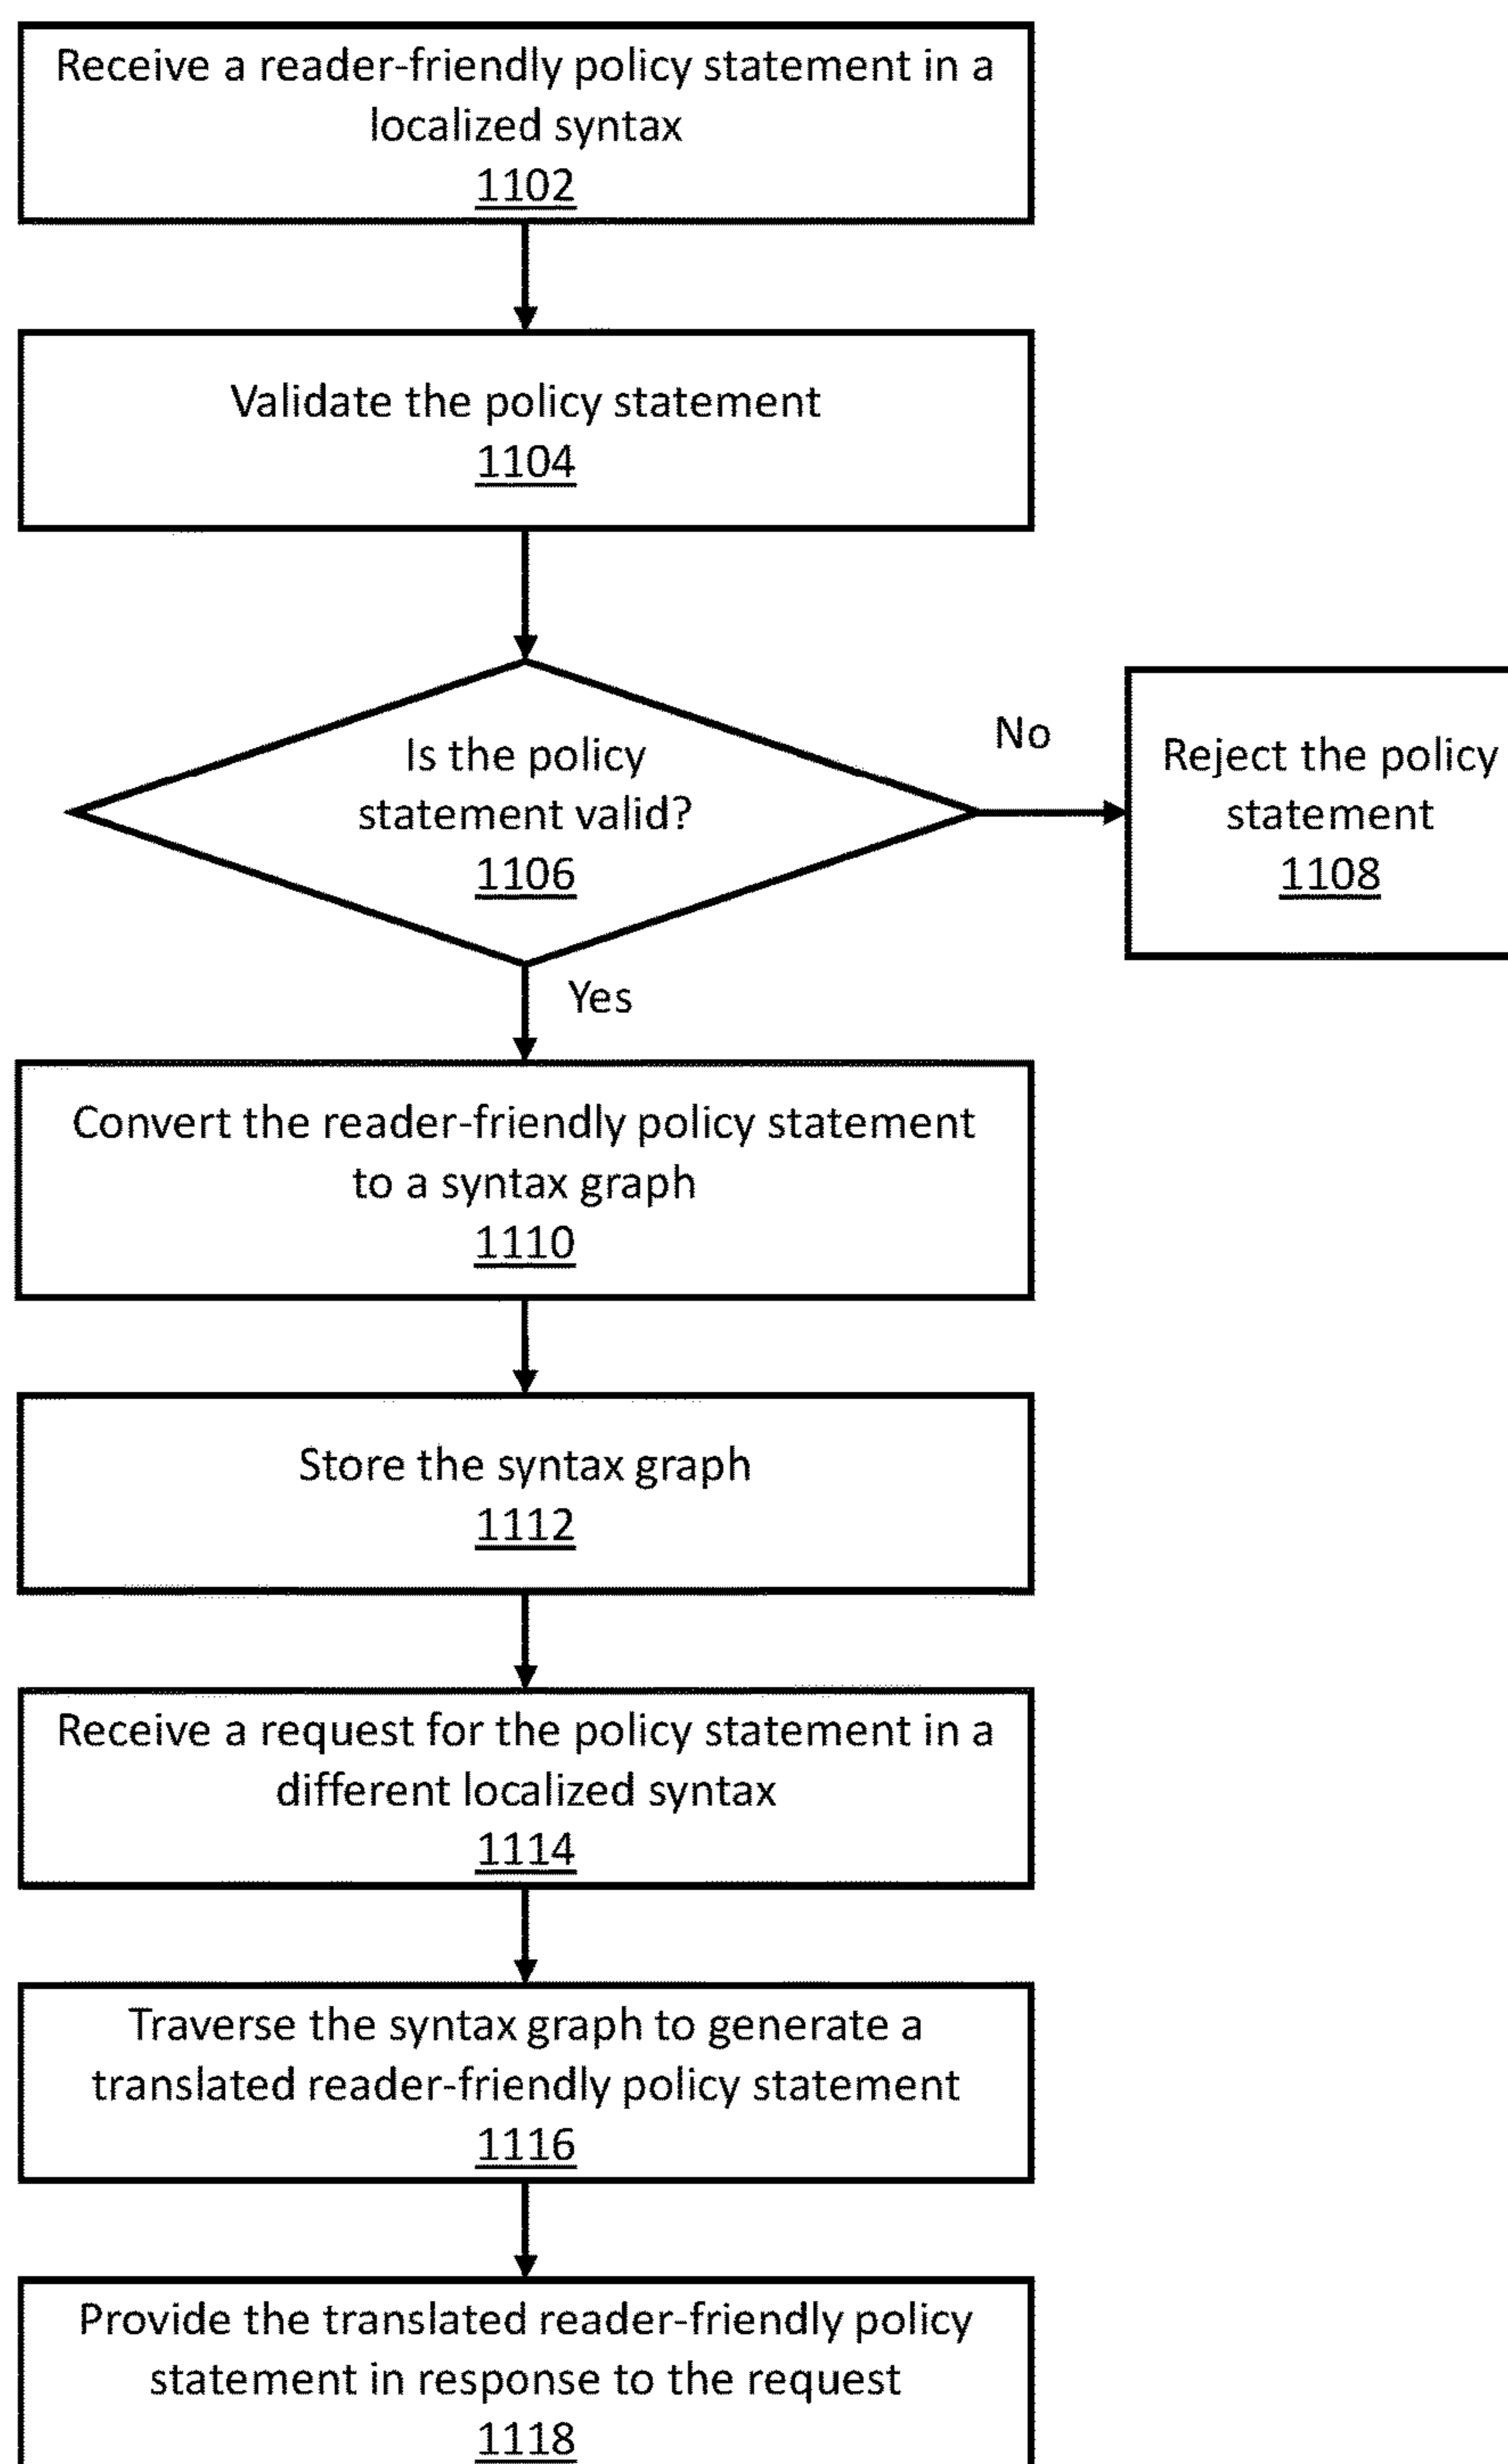 Receive a reader-friendly policy statement in a
localized syntax
1102
Validate the policy statement
1104
Is the policy
statement valid?
1106
No
Reject the policy
statement
1108
Yes
Convert the reader-friendly policy statement
to a syntax graph
1110
Store the syntax graph
1112
Receive a request for the policy statement in a
different localized syntax
1114
Traverse the syntax graph to generate a
translated reader-friendly policy statement
1116
Provide the translated reader-friendly policy
statement in response to the request
1118